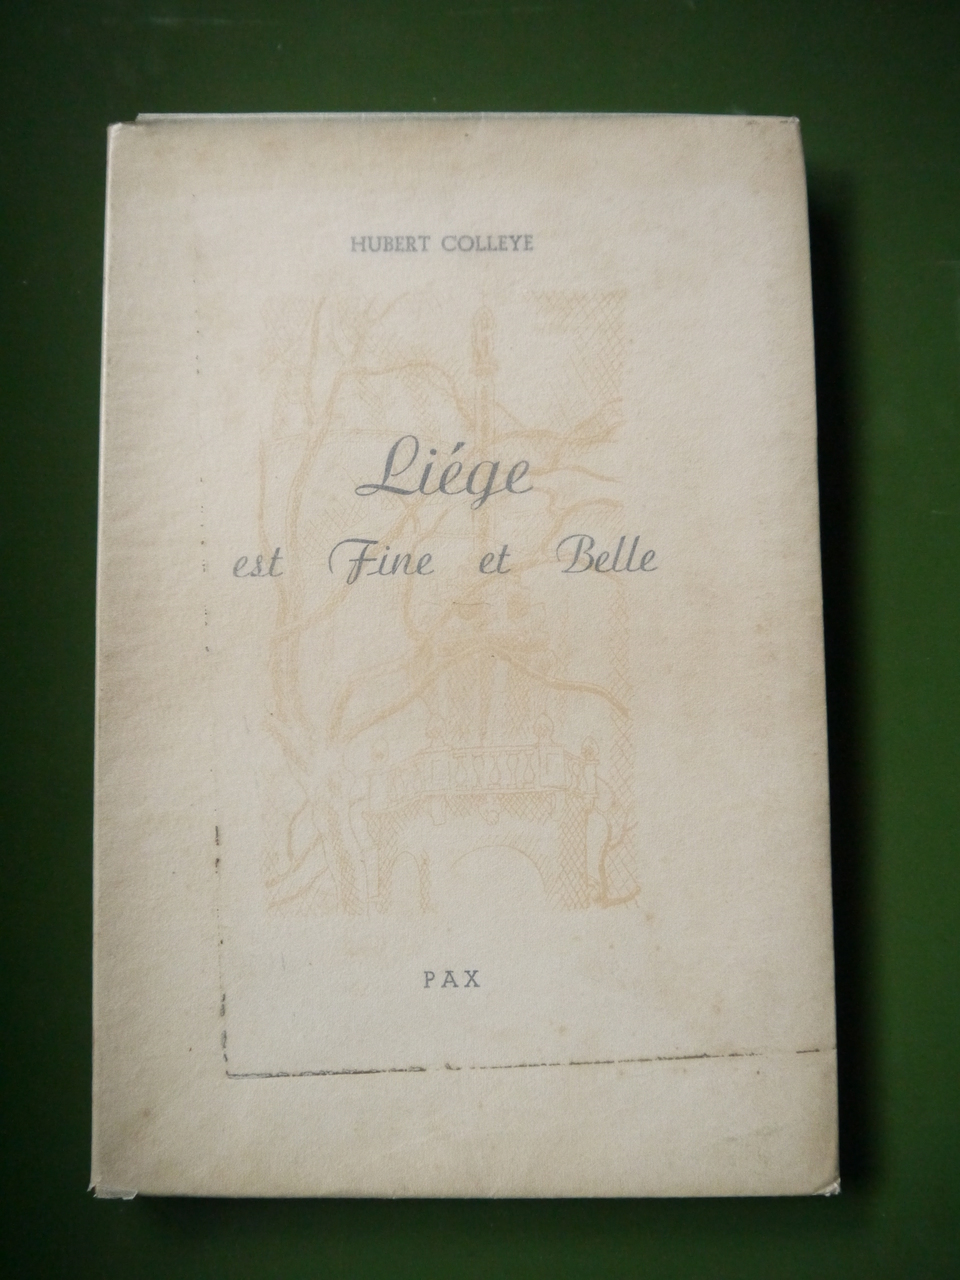 HUBERT COLLEYE
Liége
est Fine et Belle
PAX